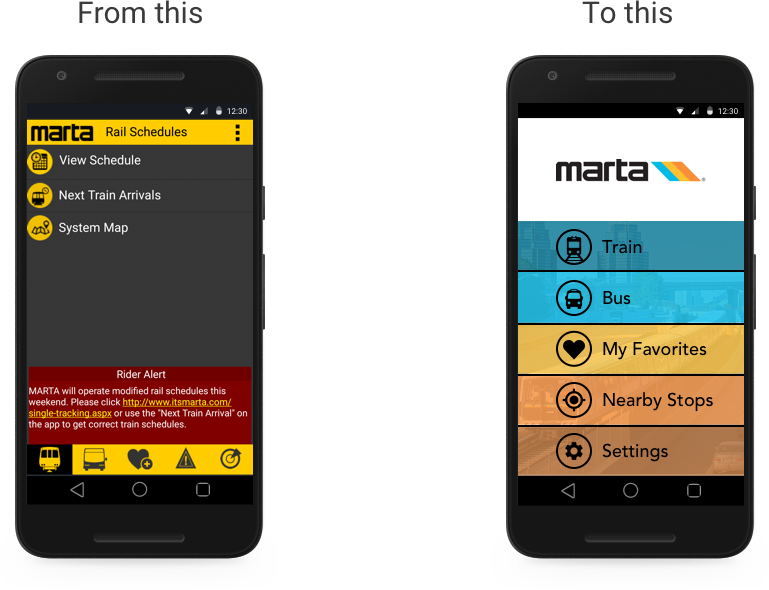 From this
To this
12:30
marta Rail Schedules
View Schedule
Next Train Arrivals
System Map
Rider Alert
MARTA will operate modified rail schedules this
weekend. Please click http://www.itsmarta.com/
single-tracking.aspx or use the "Next Train Arrival" on
the app to get correct train schedules.
12:30
marta
Train
Bus
My Favorites
Nearby Stops
Settings